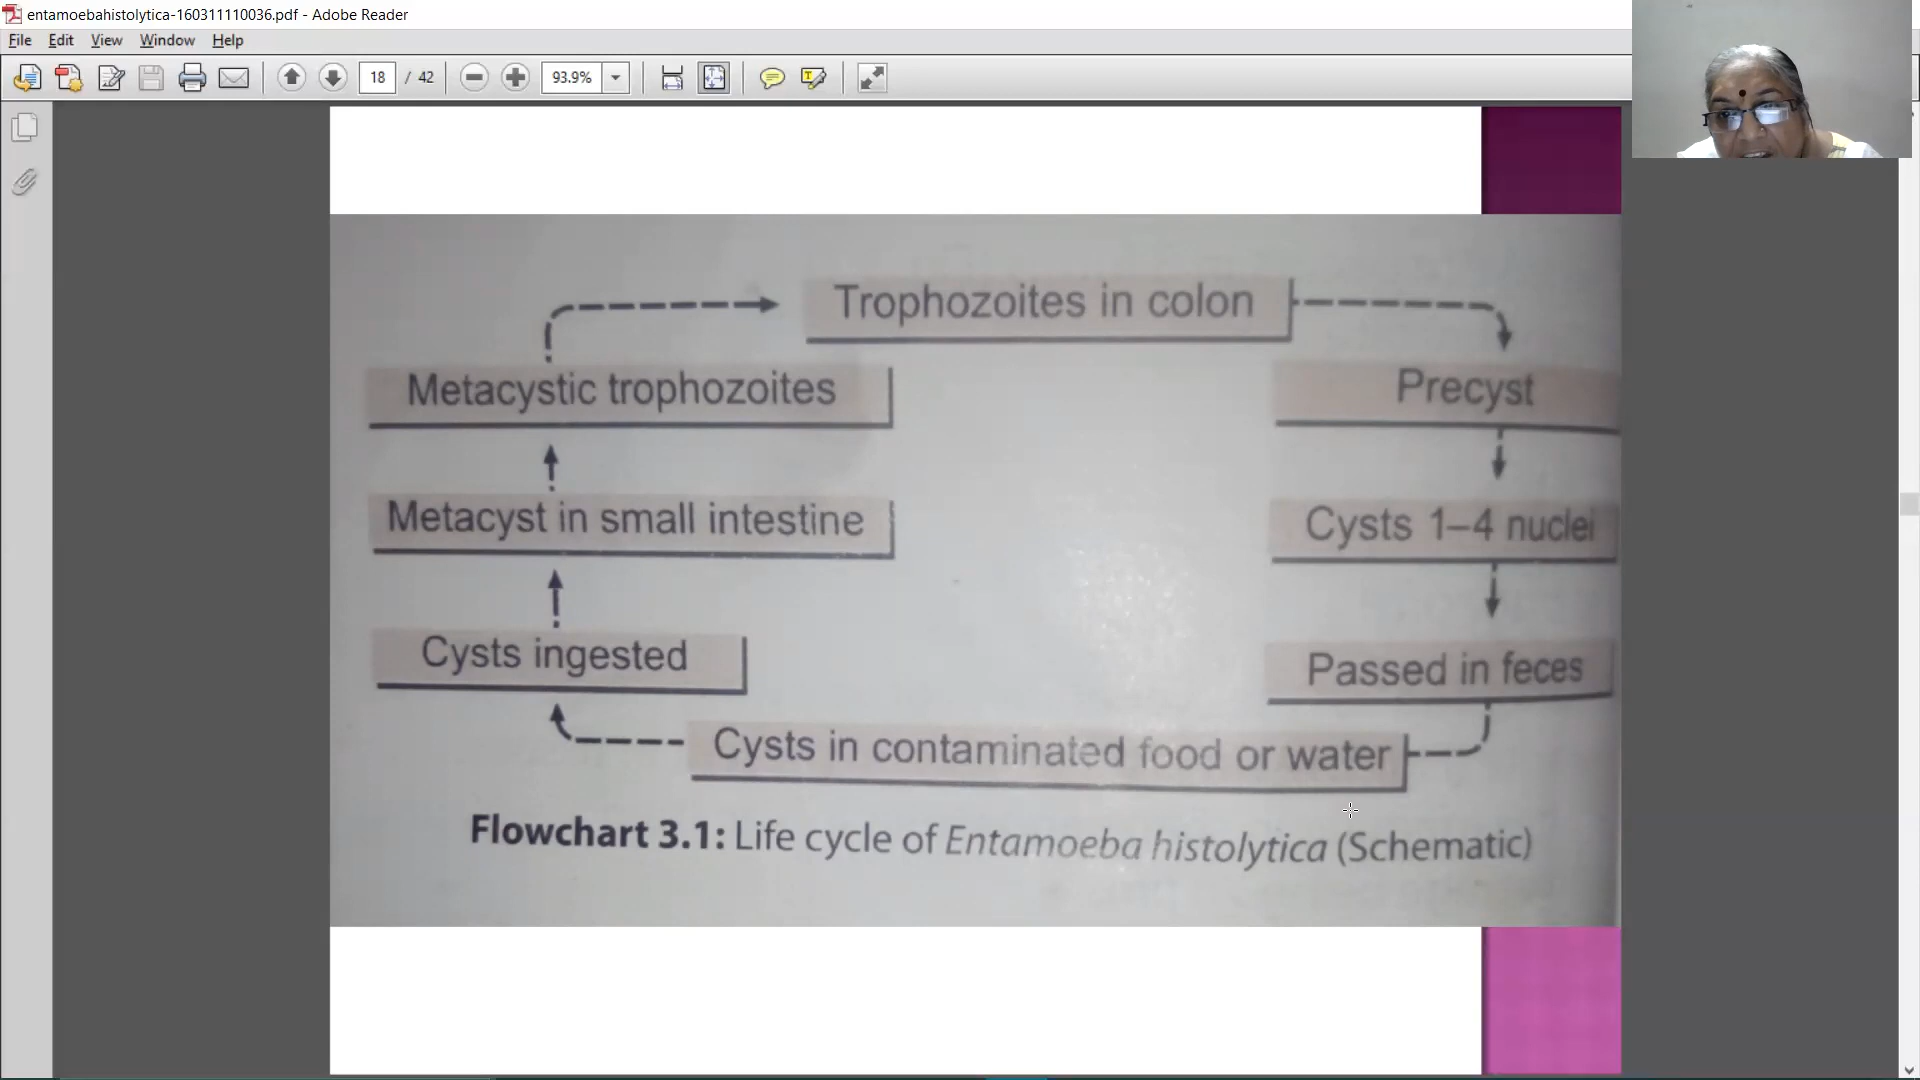 entamoebahistolytica-160311110036.pdf - Adobe Reader
File Edit View Window Help
18 / 42 93.9%
Trophozoites in colon
Metacystic trophozoites
Precyst
Metacyst in small intestine
Cysts 1–4 nuclei
Cysts ingested
Passed in feces
Cysts in contaminated food or water
Flowchart 3.1: Life cycle of Entamoeba histolytica (Schematic)